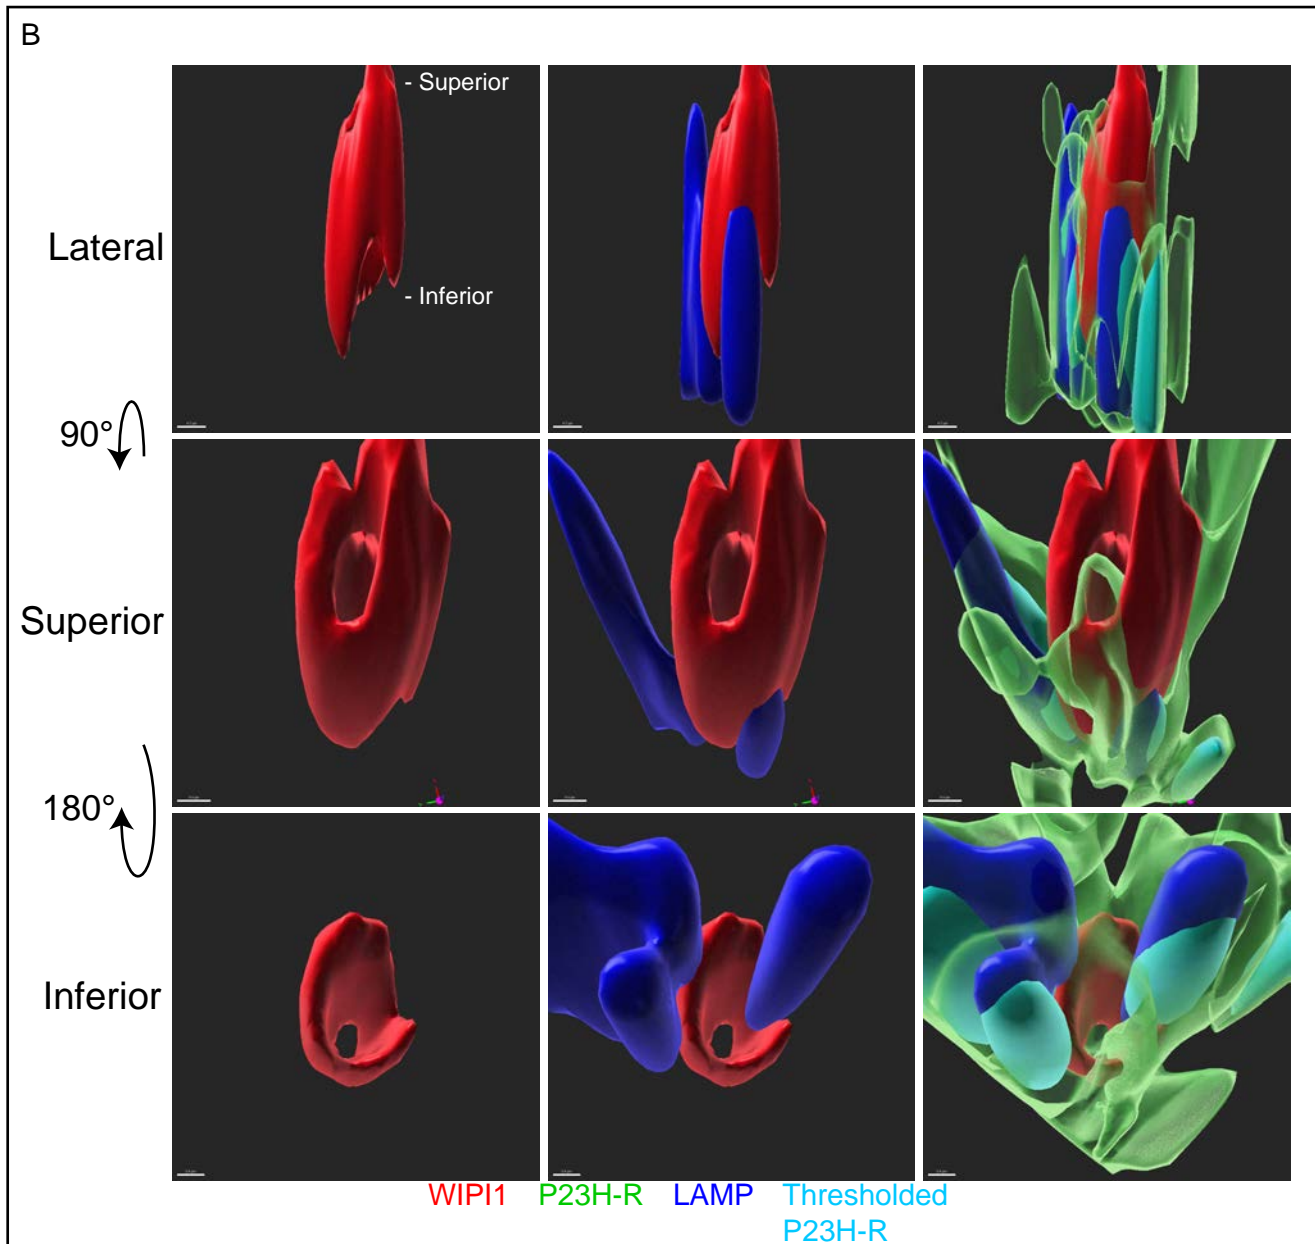 B
- Superior
Lateral
- Inferior
90°
Superior
180°
Inferior
WIPI1 P23H-R LAMP Thresholded
P23H-R